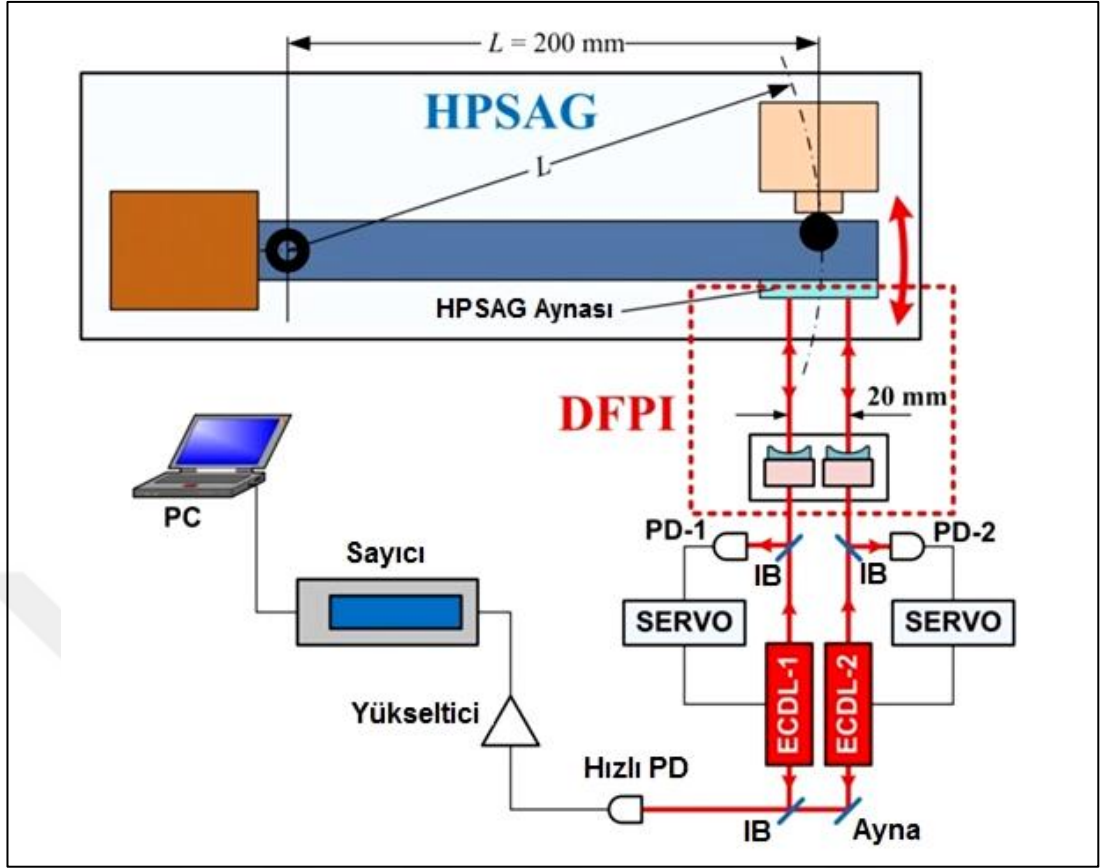 L = 200 mm
HPSAG
L
HPSAG Aynası
DFPI
20 mm
PC
PD-1
PD-2
Sayıcı
IB
IB
SERVO
SERVO
ECDL-1
ECDL-2
Yükseltici
Hızlı PD
IB
Ayna